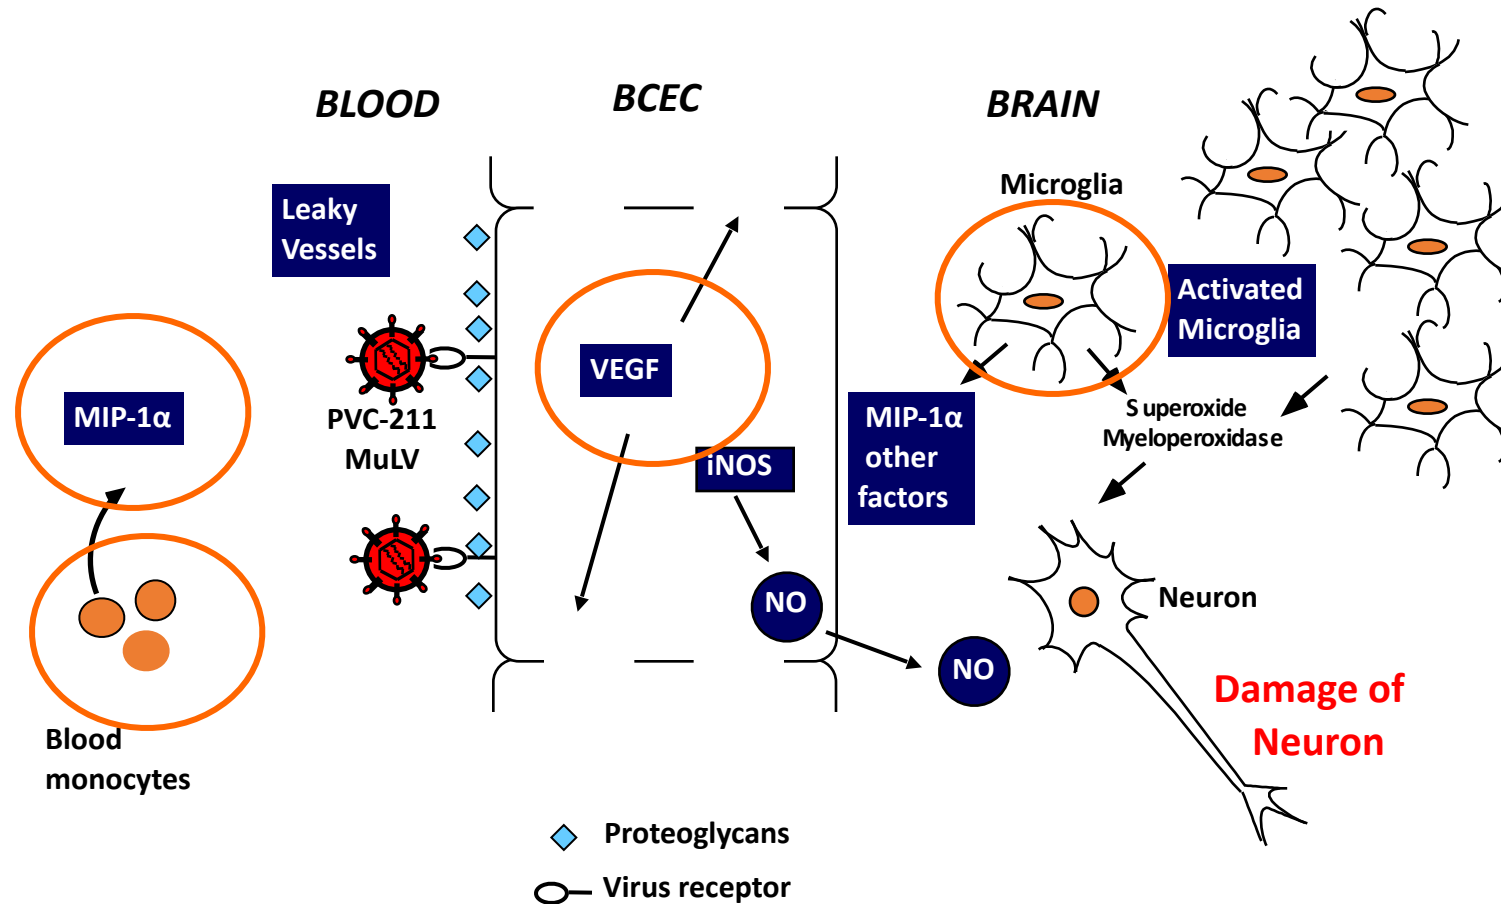 BLOOD
BCEC
BRAIN
Leaky
Vessels
Microglia
Activated
Microglia
MIP-1α
PVC-211
MuLV
VEGF
iNOS
MIP-1α
other
factors
Superoxide
Myeloperoxidase
NO
NO
Neuron
Damage of
Neuron
Blood
monocytes
Proteoglycans
Virus receptor